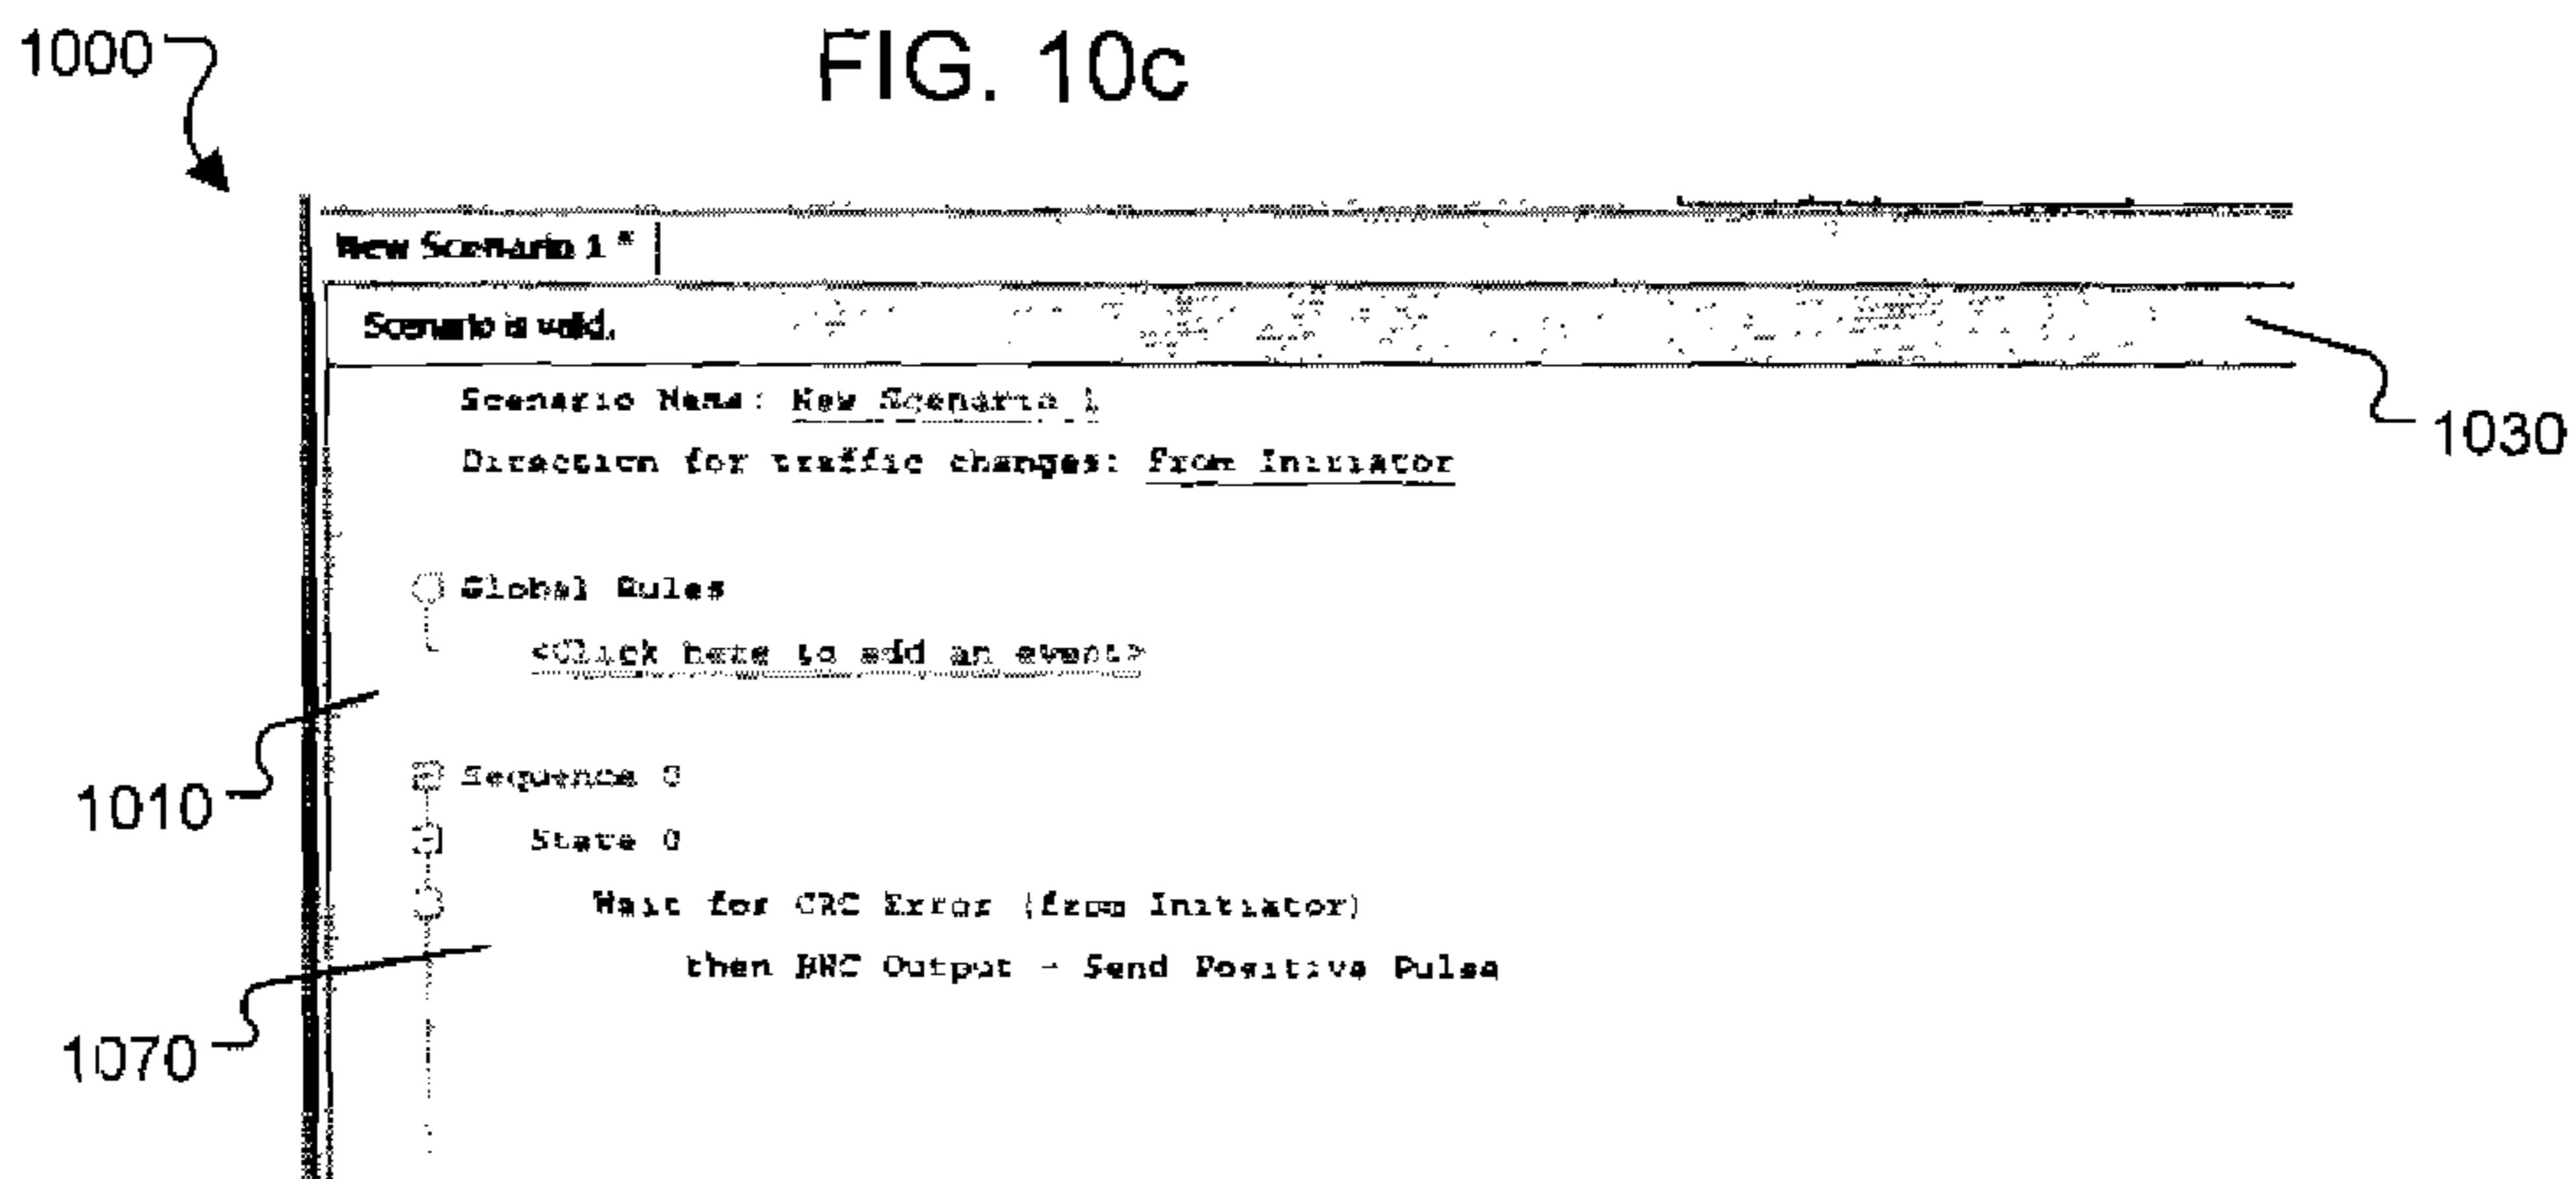 1000
FIG. 10c
New Scenario 1 *
Scenario is valid.
1030
Scenario Name: New Scenario 1
Direction for traffic changes: From Initiator
Global Rules
<Click here to add an event>
1010
Sequence 0
State 0
Wait for CRC Error (from Initiator)
then BNC Output - Send Positive Pulse
1070